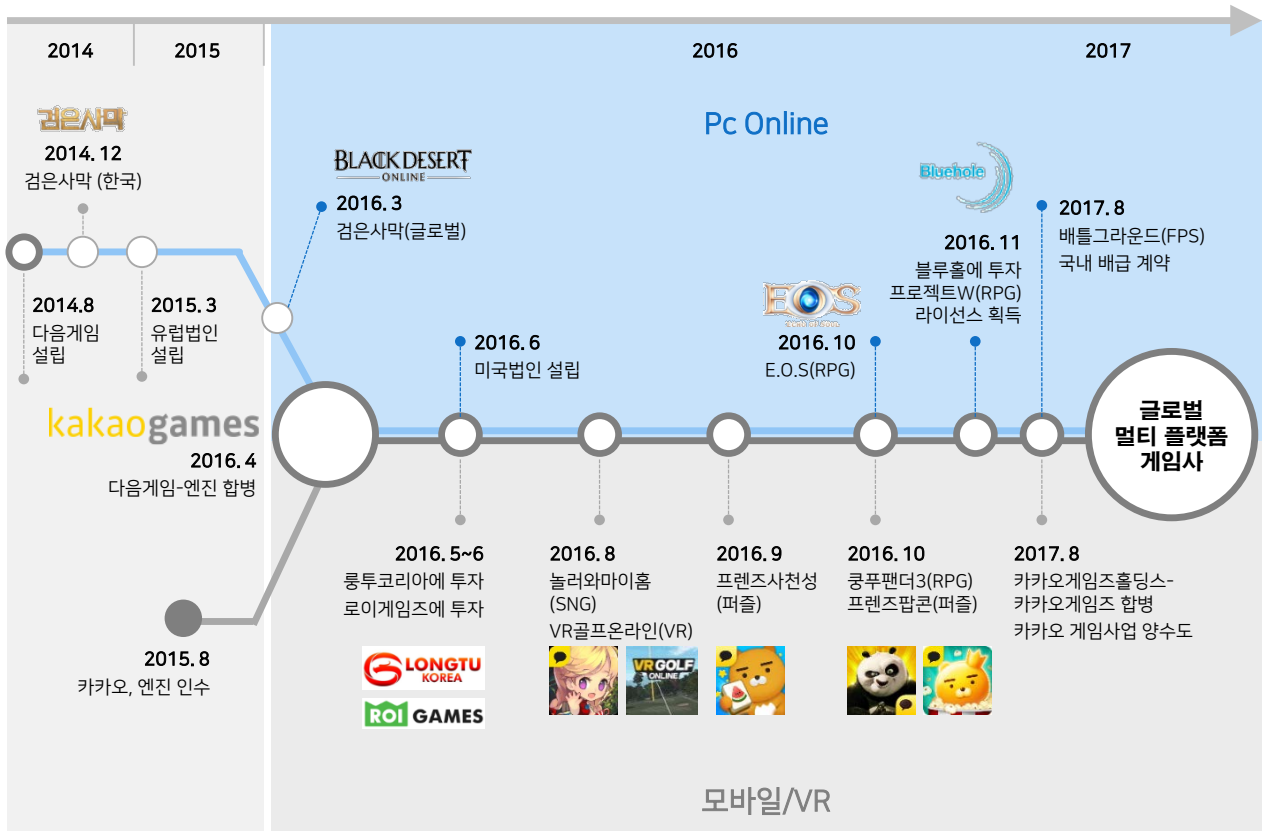 2014
2015
2016
2017
Pc Online
검은사막
2014. 12
검은사막 (한국)
2014.8
다음게임
설립
2015. 3
유럽법인
설립
BLACK DESERT
ONLINE
2016. 3
검은사막(글로벌)
kakaogames
2016. 4
다음게임-엔진 합병
2015. 8
카카오, 엔진 인수
2016. 6
미국법인 설립
EOS
2016. 10
E.O.S(RPG)
Bluehole
2016. 11
블루홀에 투자
프로젝트W(RPG)
라이선스 획득
2017. 8
배틀그라운드(FPS)
국내 배급 계약
글로벌
멀티 플랫폼
게임사
2016. 5~6
룽투코리아에 투자
로이게임즈에 투자
LONGTU
KOREA
ROI GAMES
2016. 8
놀러와마이홈
(SNG)
VR골프온라인(VR)
VR GOLF
ONLINE
2016. 9
프렌즈사천성
(퍼즐)
2016. 10
쿵푸팬더3(RPG)
프렌즈팝콘(퍼즐)
2017. 8
카카오게임즈홀딩스-
카카오게임즈 합병
카카오 게임사업 양수도
모바일/VR